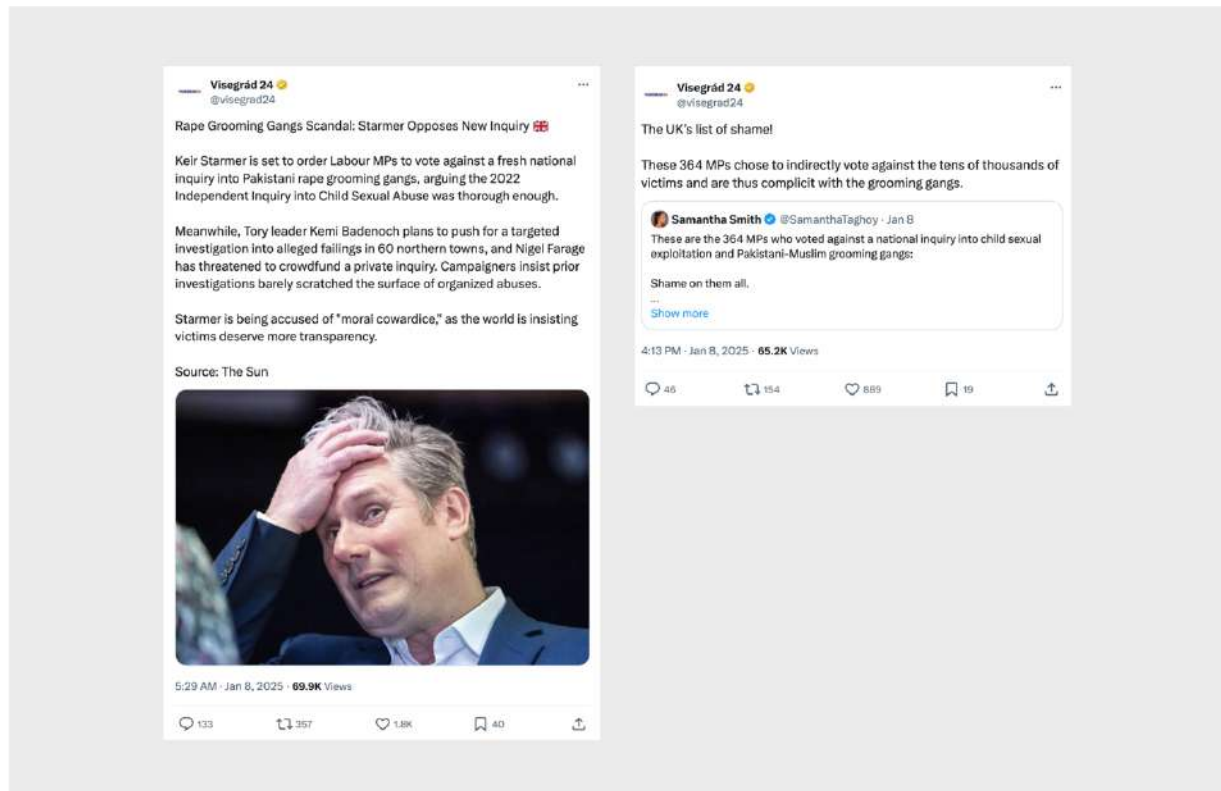 Visegrád 24
@visegrad24
Rape Grooming Gangs Scandal: Starmer Opposes New Inquiry 🇬🇧
Keir Starmer is set to order Labour MPs to vote against a fresh national
inquiry into Pakistani rape grooming gangs, arguing the 2022
Independent Inquiry into Child Sexual Abuse was thorough enough.
Meanwhile, Tory leader Kemi Badenoch plans to push for a targeted
investigation into alleged failings in 60 northern towns, and Nigel Farage
has threatened to crowdfund a private inquiry. Campaigners insist prior
investigations barely scratched the surface of organized abuses.
Starmer is being accused of "moral cowardice," as the world is insisting
victims deserve more transparency.
Source: The Sun
5:29 AM · Jan 8, 2025 · 69.9K Views
133 357 1.8K 40
Visegrád 24
@visegrad24
The UK's list of shame!
These 364 MPs chose to indirectly vote against the tens of thousands of
victims and are thus complicit with the grooming gangs.
Samantha Smith @SamanthaTaghoy · Jan 8
These are the 364 MPs who voted against a national inquiry into child sexual
exploitation and Pakistani-Muslim grooming gangs:
Shame on them all.
...
Show more
4:13 PM · Jan 8, 2025 · 65.2K Views
46 154 889 19